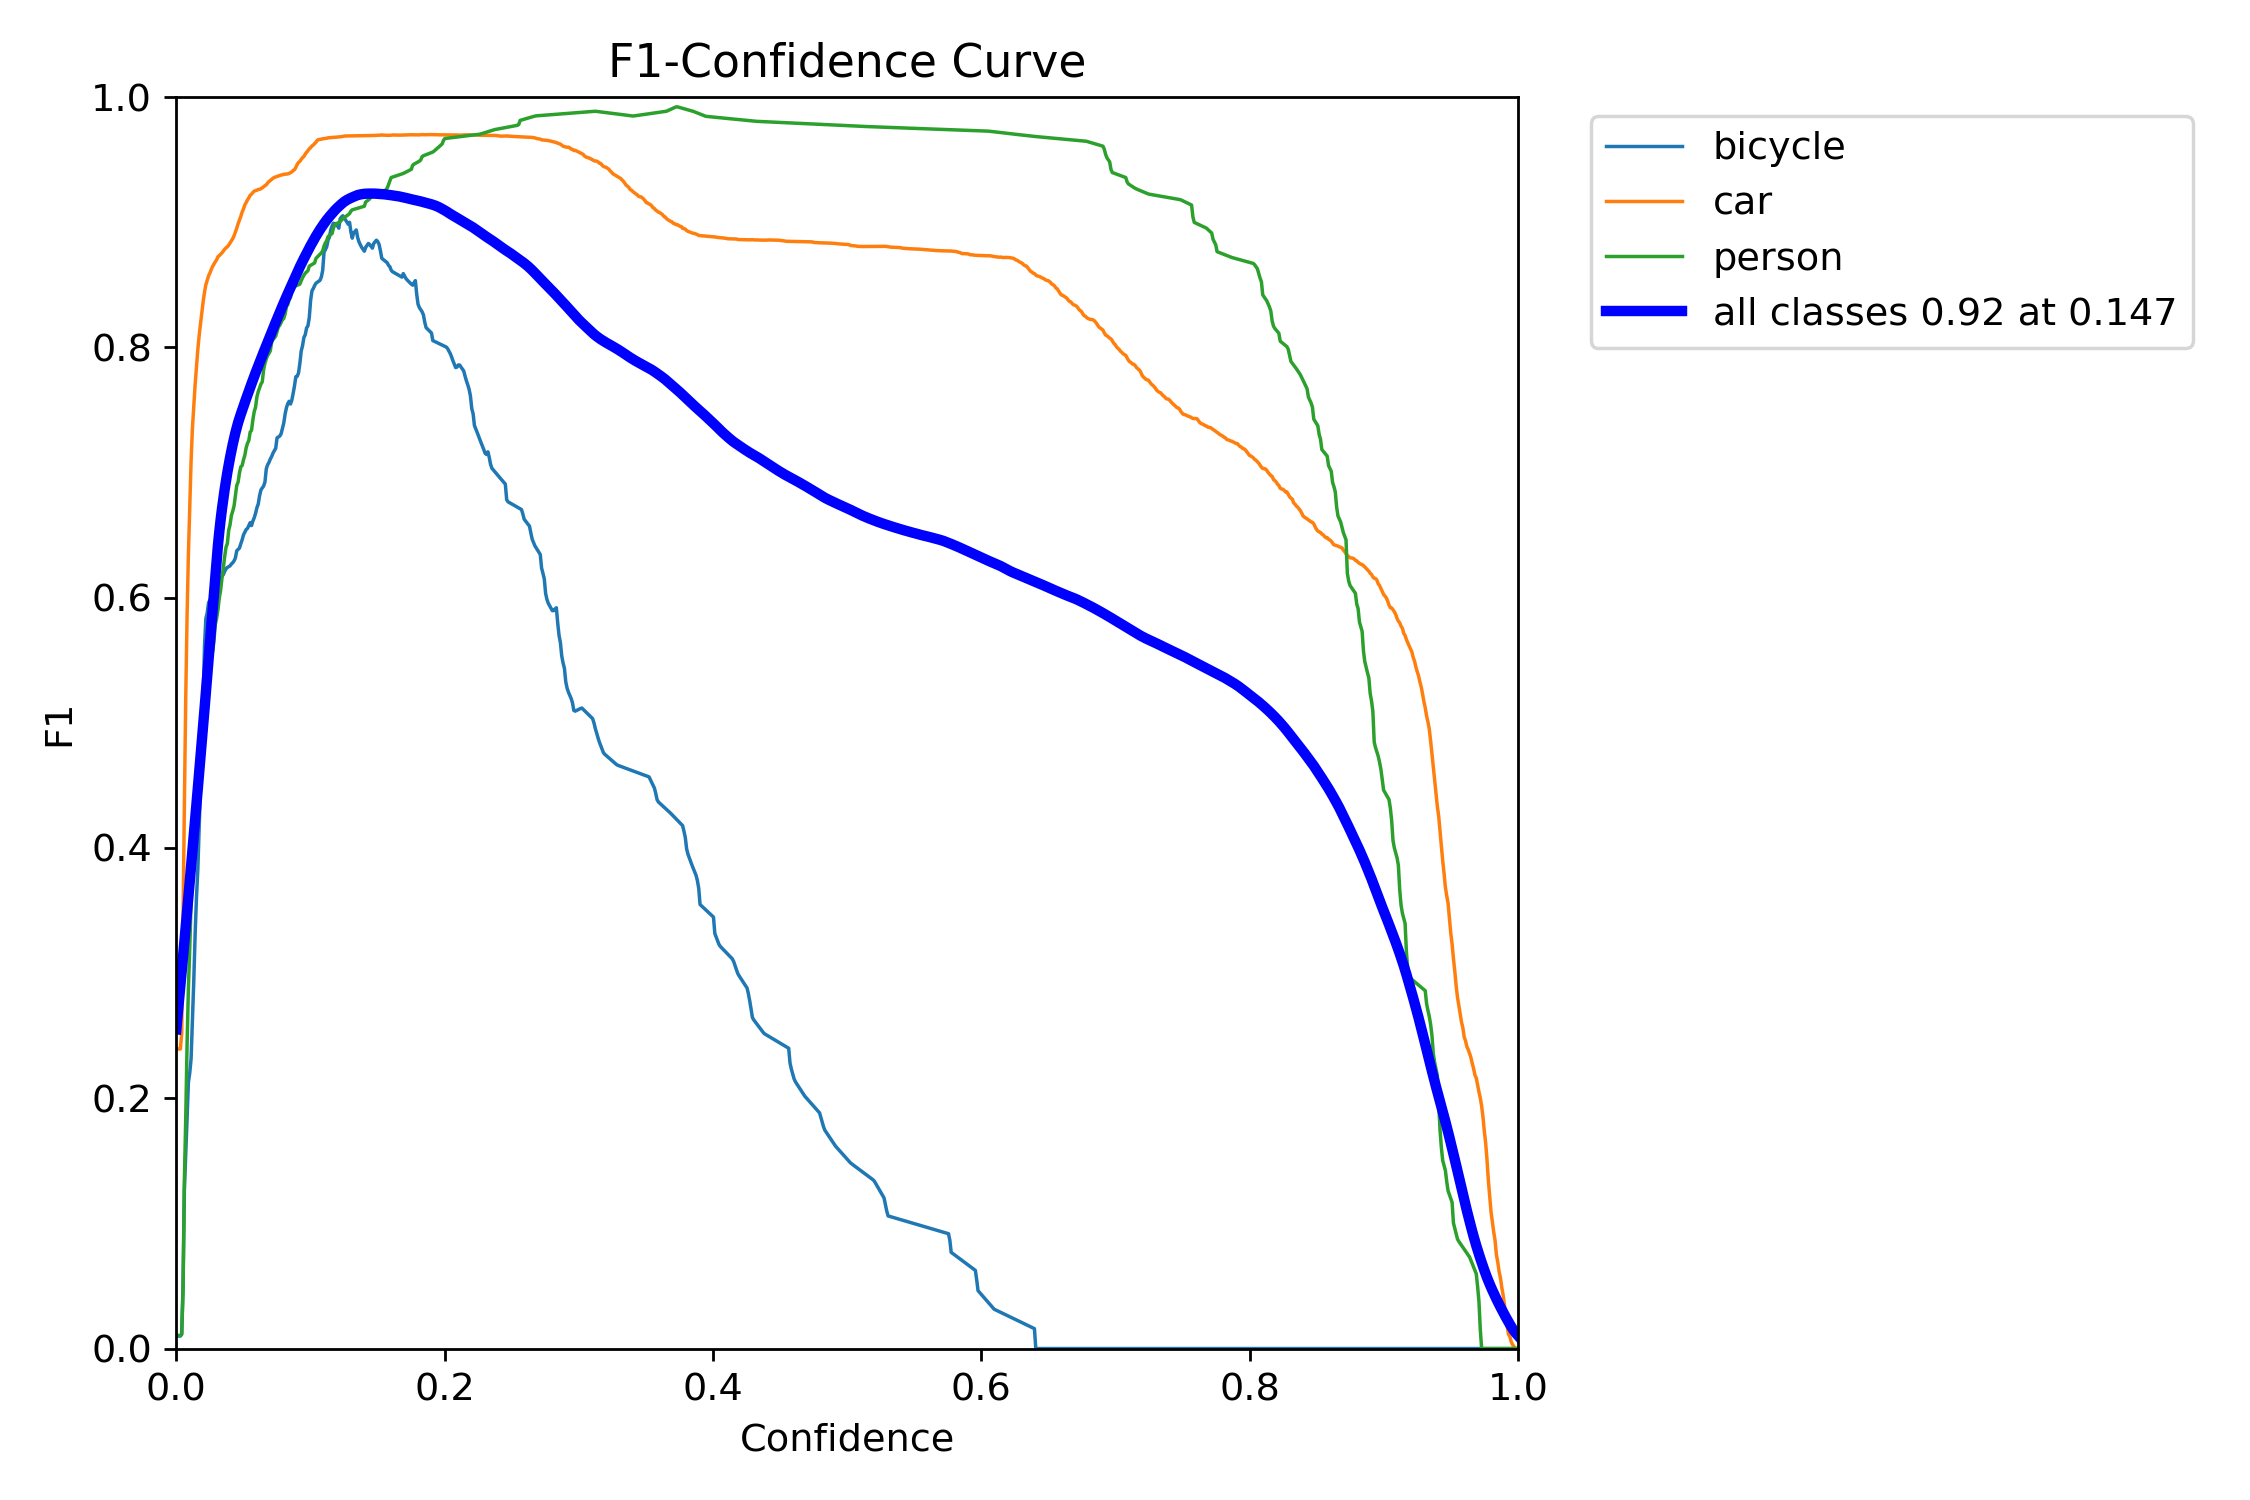 F1-Confidence Curve
1.0
0.8
0.6
0.4
0.2
0.0
F1
0.0 0.2 0.4 0.6 0.8 1.0
Confidence
bicycle
car
person
all classes 0.92 at 0.147